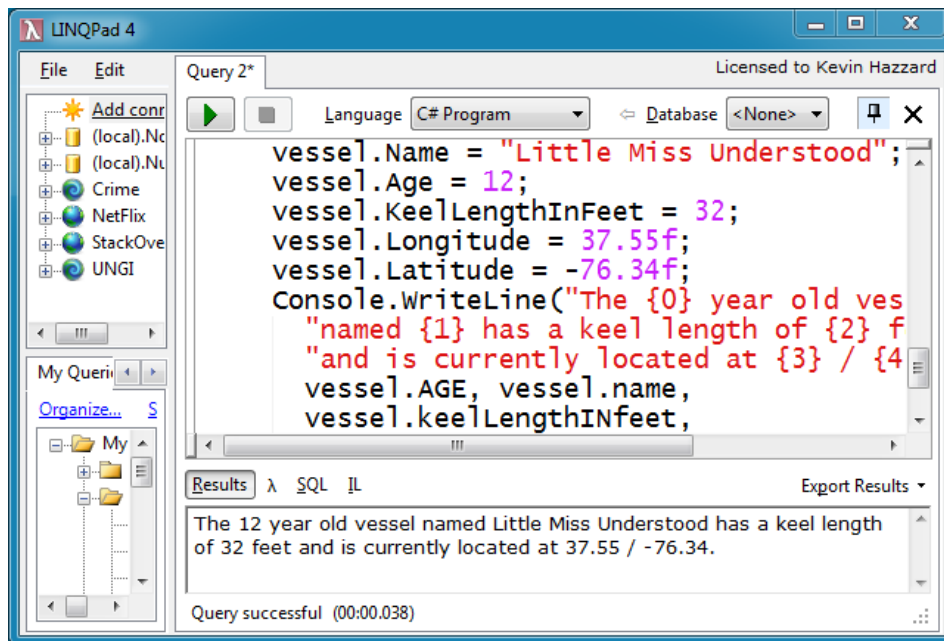 LINQPad 4
File Edit
Query 2*
Licensed to Kevin Hazzard
Language C# Program
Database <None>
Add conr
(local).Nc
(local).Nu
Crime
NetFlix
StackOve
UNGI
My Queri
Organize... S
My
vessel.Name = "Little Miss Understood";
vessel.Age = 12;
vessel.KeelLengthInFeet = 32;
vessel.Longitude = 37.55f;
vessel.Latitude = -76.34f;
Console.WriteLine("The {0} year old ves
"named {1} has a keel length of {2} f
"and is currently located at {3} / {4
vessel.AGE, vessel.name,
vessel.keelLengthINfeet,
Results λ SQL IL
Export Results
The 12 year old vessel named Little Miss Understood has a keel length
of 32 feet and is currently located at 37.55 / -76.34.
Query successful (00:00.038)